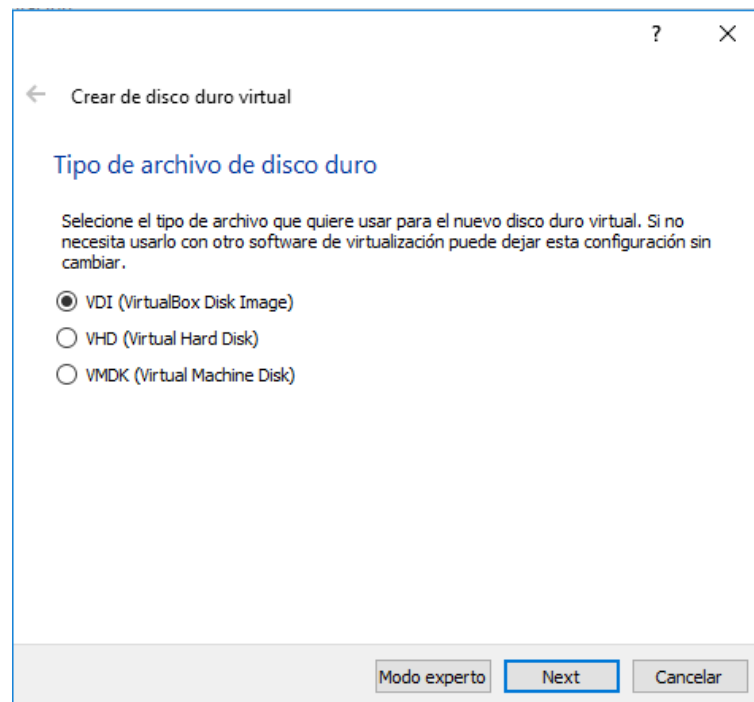 ?
Crear de disco duro virtual
Tipo de archivo de disco duro
Selecione el tipo de archivo que quiere usar para el nuevo disco duro virtual. Si no
necesita usarlo con otro software de virtualización puede dejar esta configuración sin
cambiar.
VDI (VirtualBox Disk Image)
VHD (Virtual Hard Disk)
VMDK (Virtual Machine Disk)
Modo experto Next Cancelar